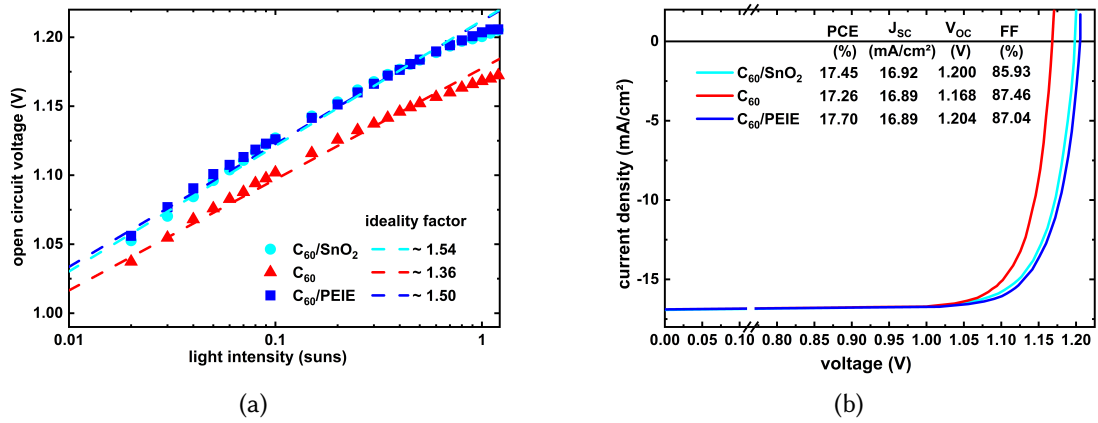 1.20
1.15
1.10
1.05
1.00
open circuit voltage (V)
ideality factor
C₆₀/SnO₂ ~ 1.54
C₆₀ ~ 1.36
C₆₀/PEIE ~ 1.50
0.01 0.1 1
light intensity (suns)
(a)
0
-5
-10
-15
current density (mA/cm²)
PCE J_SC V_OC FF
(%) (mA/cm²) (V) (%)
C₆₀/SnO₂ 17.45 16.92 1.200 85.93
C₆₀ 17.26 16.89 1.168 87.46
C₆₀/PEIE 17.70 16.89 1.204 87.04
0.00 0.05 0.10 0.80 0.85 0.90 0.95 1.00 1.05 1.10 1.15 1.20
voltage (V)
(b)